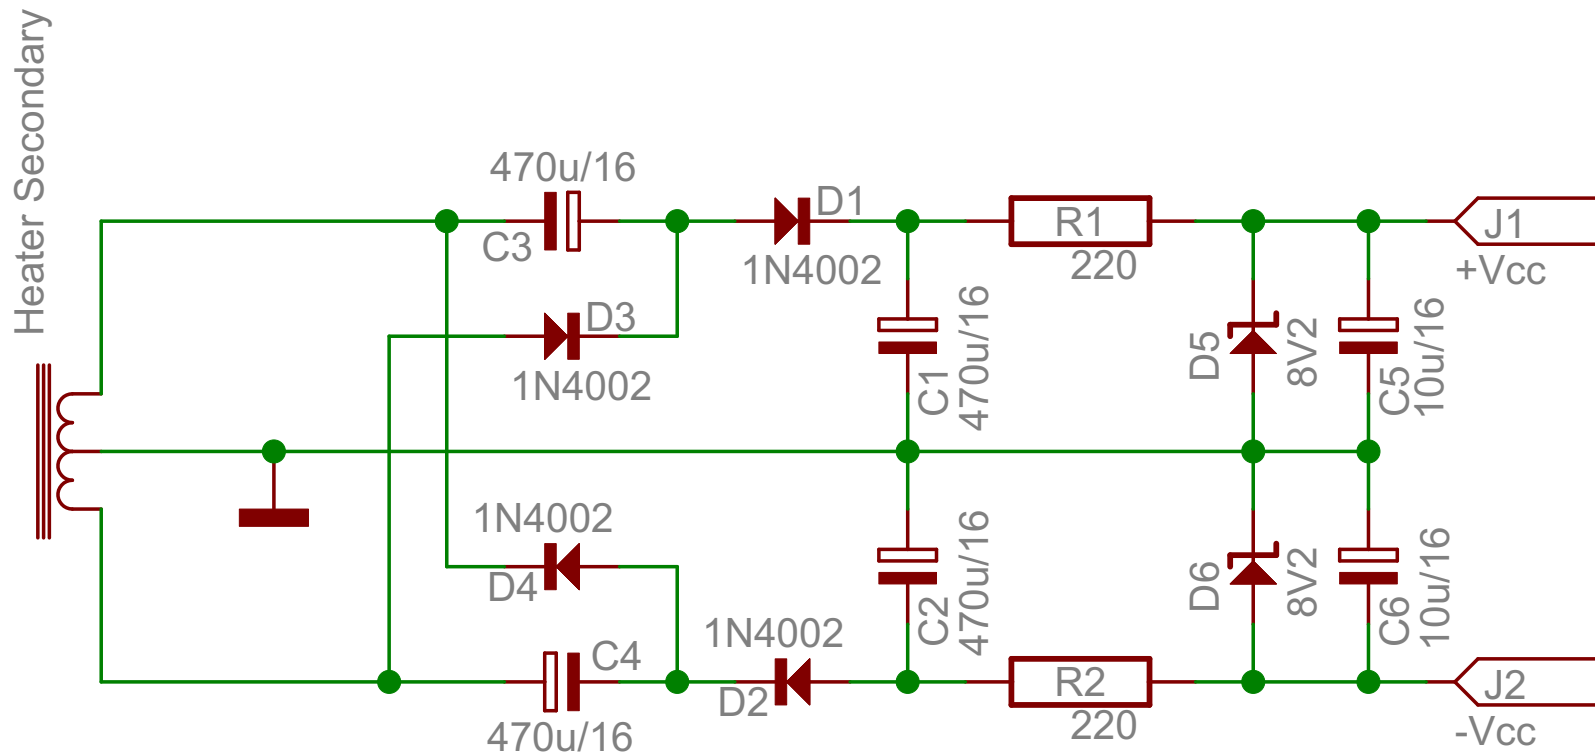 Heater Secondary
470u/16
C3
D1
1N4002
R1
220
J1
+Vcc
D3
1N4002
C1
470u/16
D5
8V2
C5
10u/16
1N4002
D4
C2
470u/16
D6
8V2
C6
10u/16
1N4002
D2
C4
470u/16
R2
220
J2
-Vcc